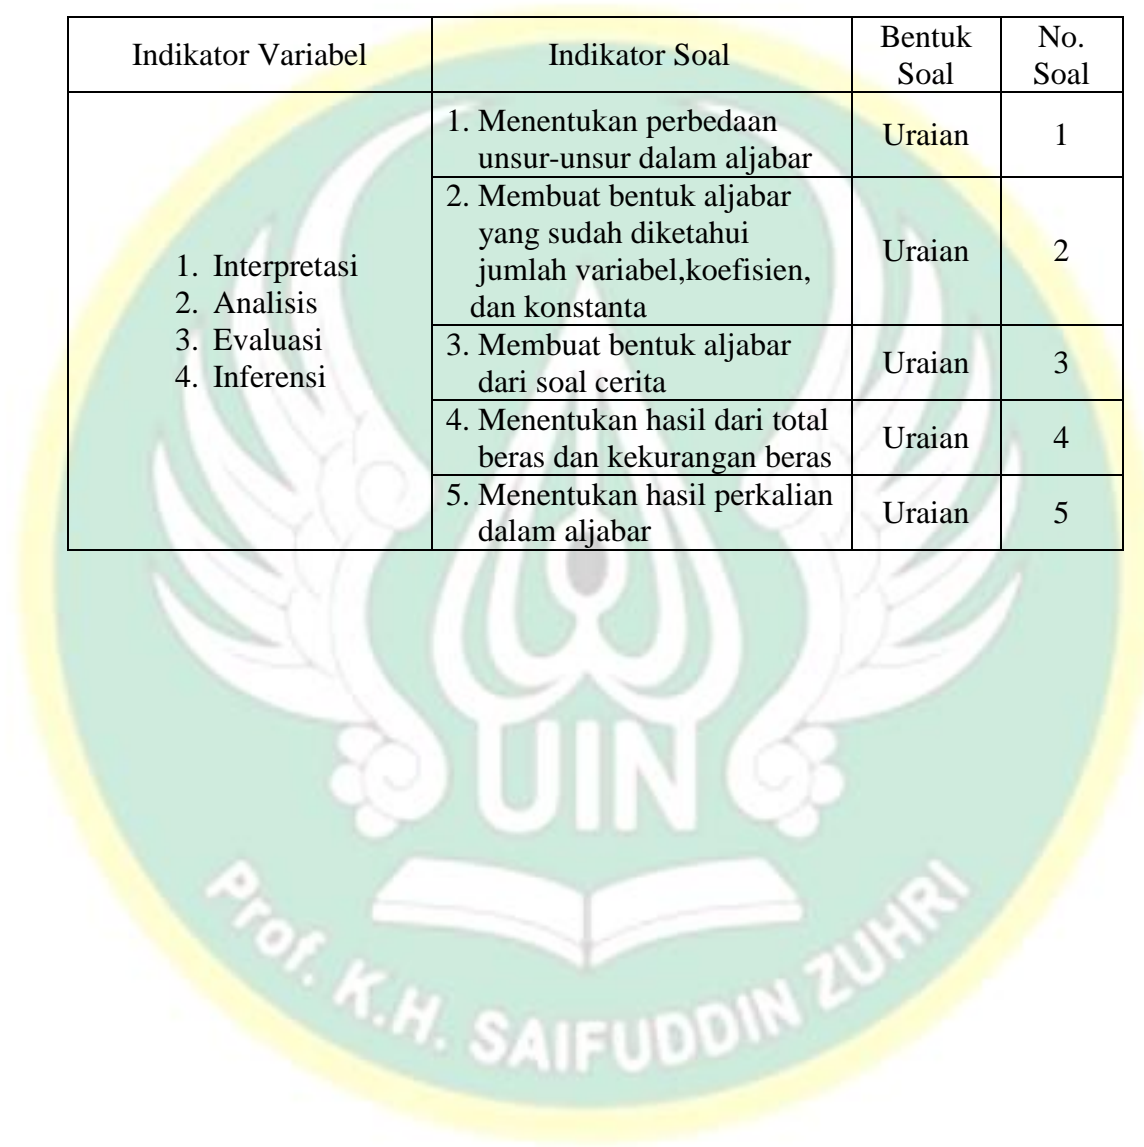 Indikator Variabel
Indikator Soal
Bentuk
Soal
No.
Soal
1. Interpretasi
2. Analisis
3. Evaluasi
4. Inferensi
1. Menentukan perbedaan
unsur-unsur dalam aljabar
Uraian
1
2. Membuat bentuk aljabar
yang sudah diketahui
jumlah variabel,koefisien,
dan konstanta
Uraian
2
3. Membuat bentuk aljabar
dari soal cerita
Uraian
3
4. Menentukan hasil dari total
beras dan kekurangan beras
Uraian
4
5. Menentukan hasil perkalian
dalam aljabar
Uraian
5
UIN
Prof. K.H. SAIFUDDIN ZUHRI